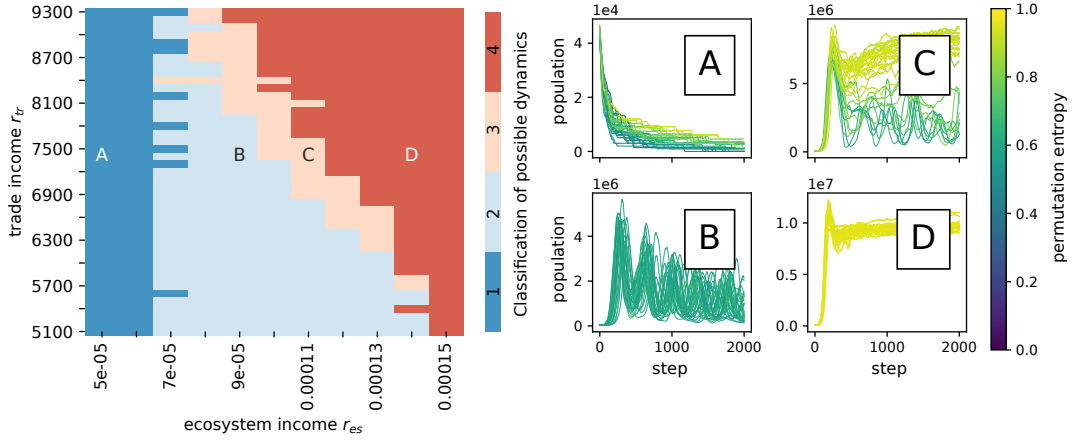 9300
8700
8100
7500
6900
6300
5700
5100
trade income r_tr
A
B
C
D
5e-05
7e-05
9e-05
0.00011
0.00013
0.00015
ecosystem income r_es
4
3
2
1
Classification of possible dynamics
1e4
4
2
0
population
A
1e6
5
0
C
1e6
4
2
0
population
B
0
1000
2000
step
1e7
1.0
0.5
0.0
D
0
1000
2000
step
1.0
0.8
0.6
0.4
0.2
0.0
permutation entropy